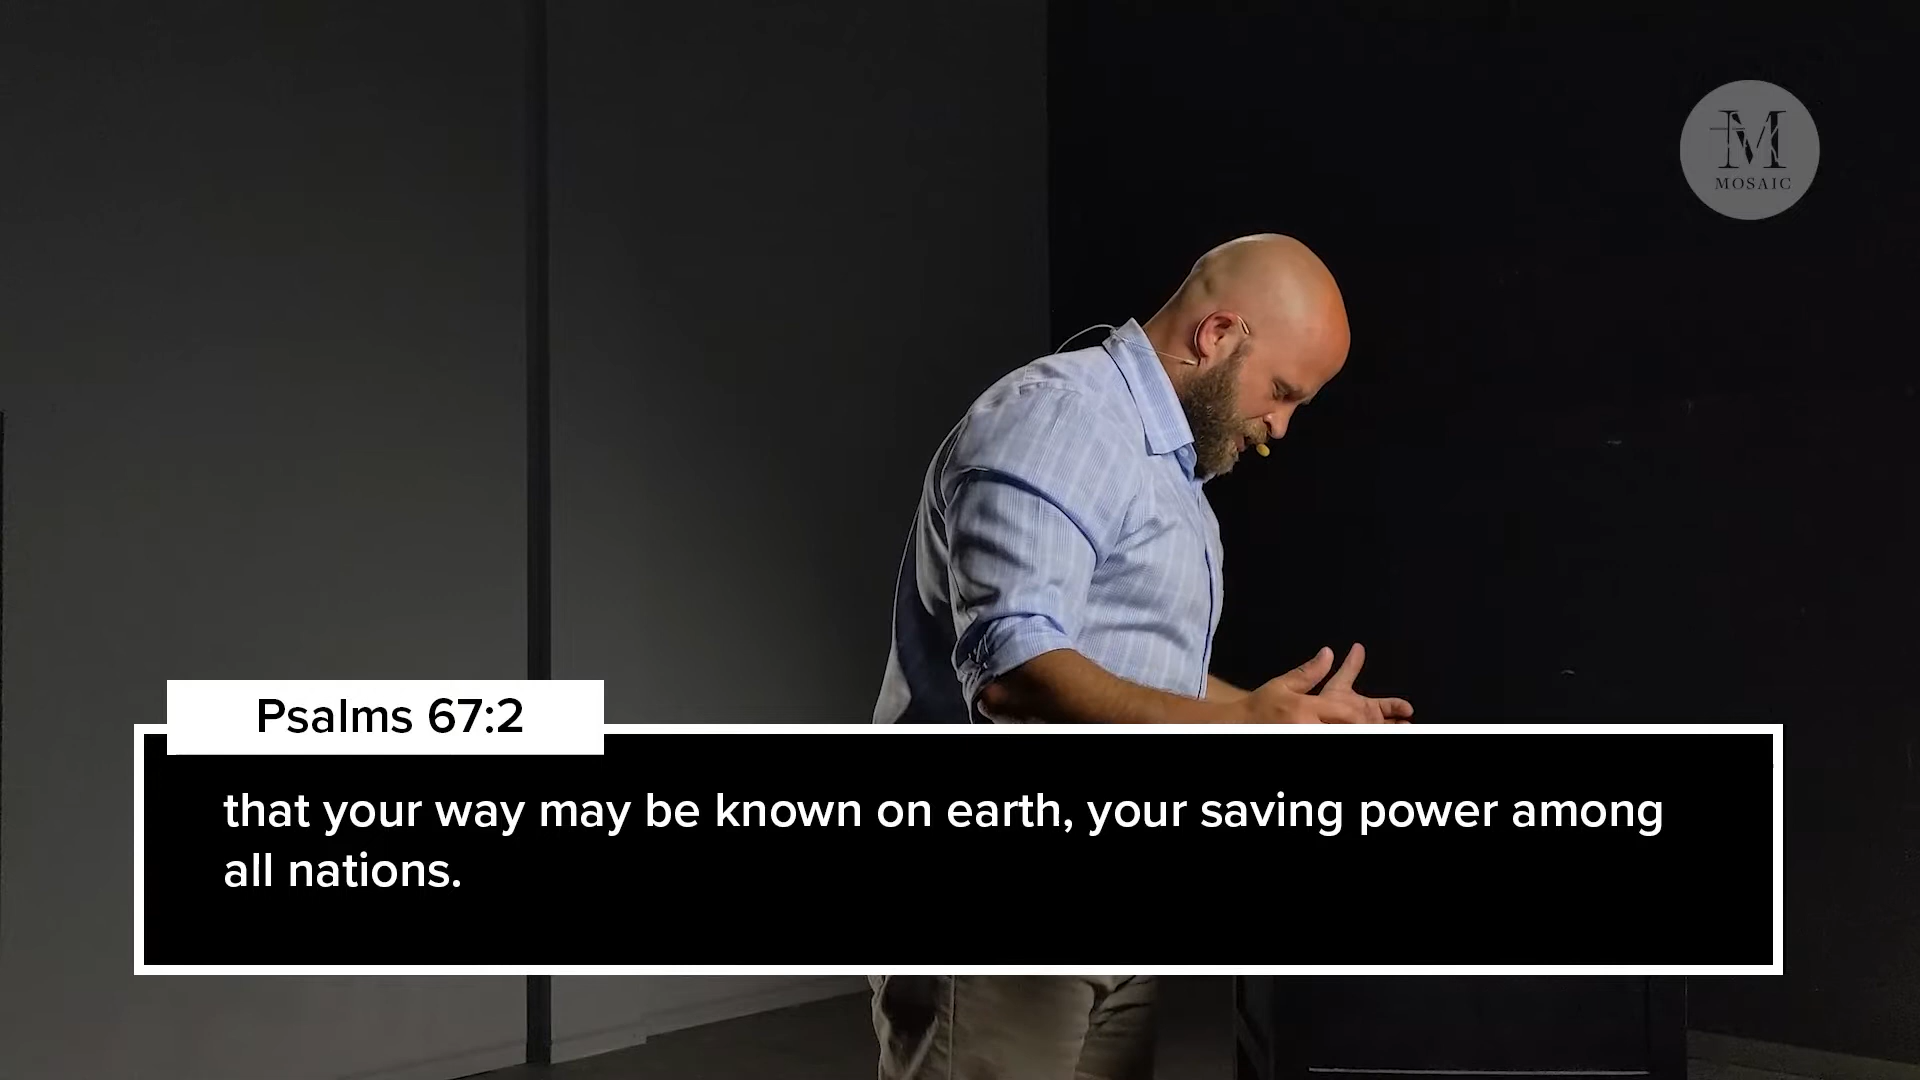 M
MOSAIC
Psalms 67:2
that your way may be known on earth, your saving power among
all nations.